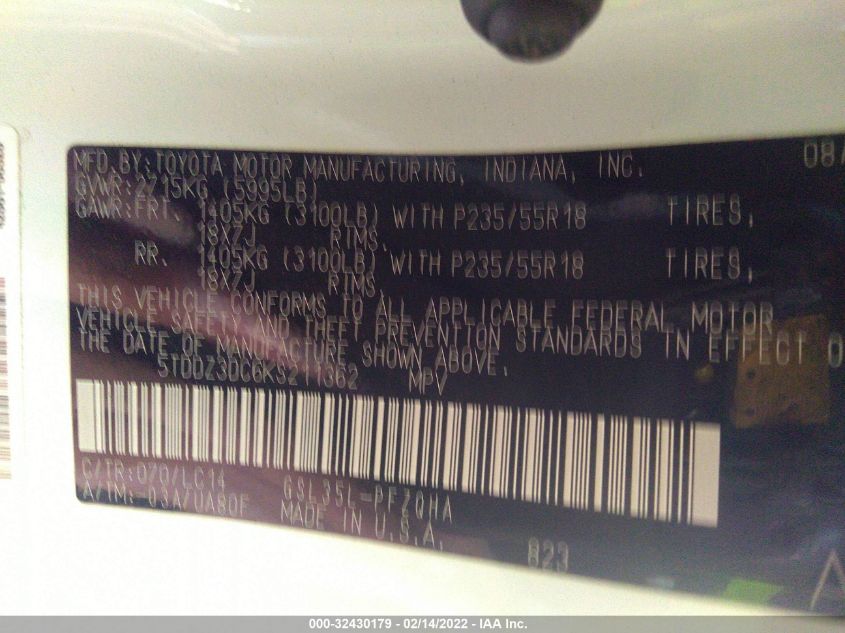 MFD. BY: TOYOTA MOTOR MANUFACTURING, INDIANA, INC. 08/
GVWR: 2715KG (5995LB)
GAWR: FRT. 1405KG (3100LB) WITH P235/55R18 TIRES,
18X7J RIMS,
RR. 1405KG (3100LB) WITH P235/55R18 TIRES,
18X7J RIMS,
THIS VEHICLE CONFORMS TO ALL APPLICABLE FEDERAL MOTOR
VEHICLE SAFETY AND THEFT PREVENTION STANDARDS IN EFFECT O
THE DATE OF MANUFACTURE SHOWN ABOVE.
5TDDZ3DC6KS211362 MPV
C/TR: 070/LC14 GSL35L-PFZQHA
A/TM: -03A/UA80F MADE IN U.S.A.
823
000-32430179 - 02/14/2022 - IAA Inc.